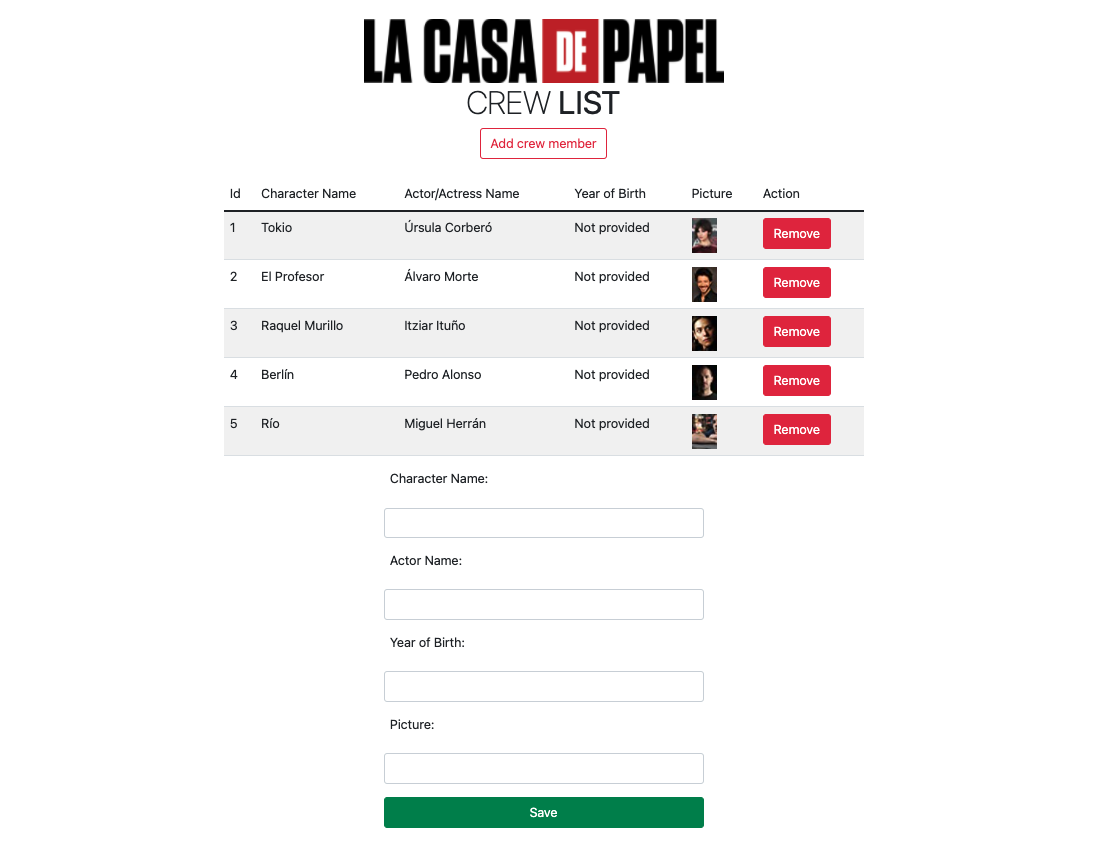 LA CASA DE PAPEL
CREW LIST
Add crew member
Id Character Name Actor/Actress Name Year of Birth Picture Action
1 Tokio Úrsula Corberó Not provided Remove
2 El Profesor Álvaro Morte Not provided Remove
3 Raquel Murillo Itziar Ituño Not provided Remove
4 Berlín Pedro Alonso Not provided Remove
5 Río Miguel Herrán Not provided Remove
Character Name:
Actor Name:
Year of Birth:
Picture:
Save